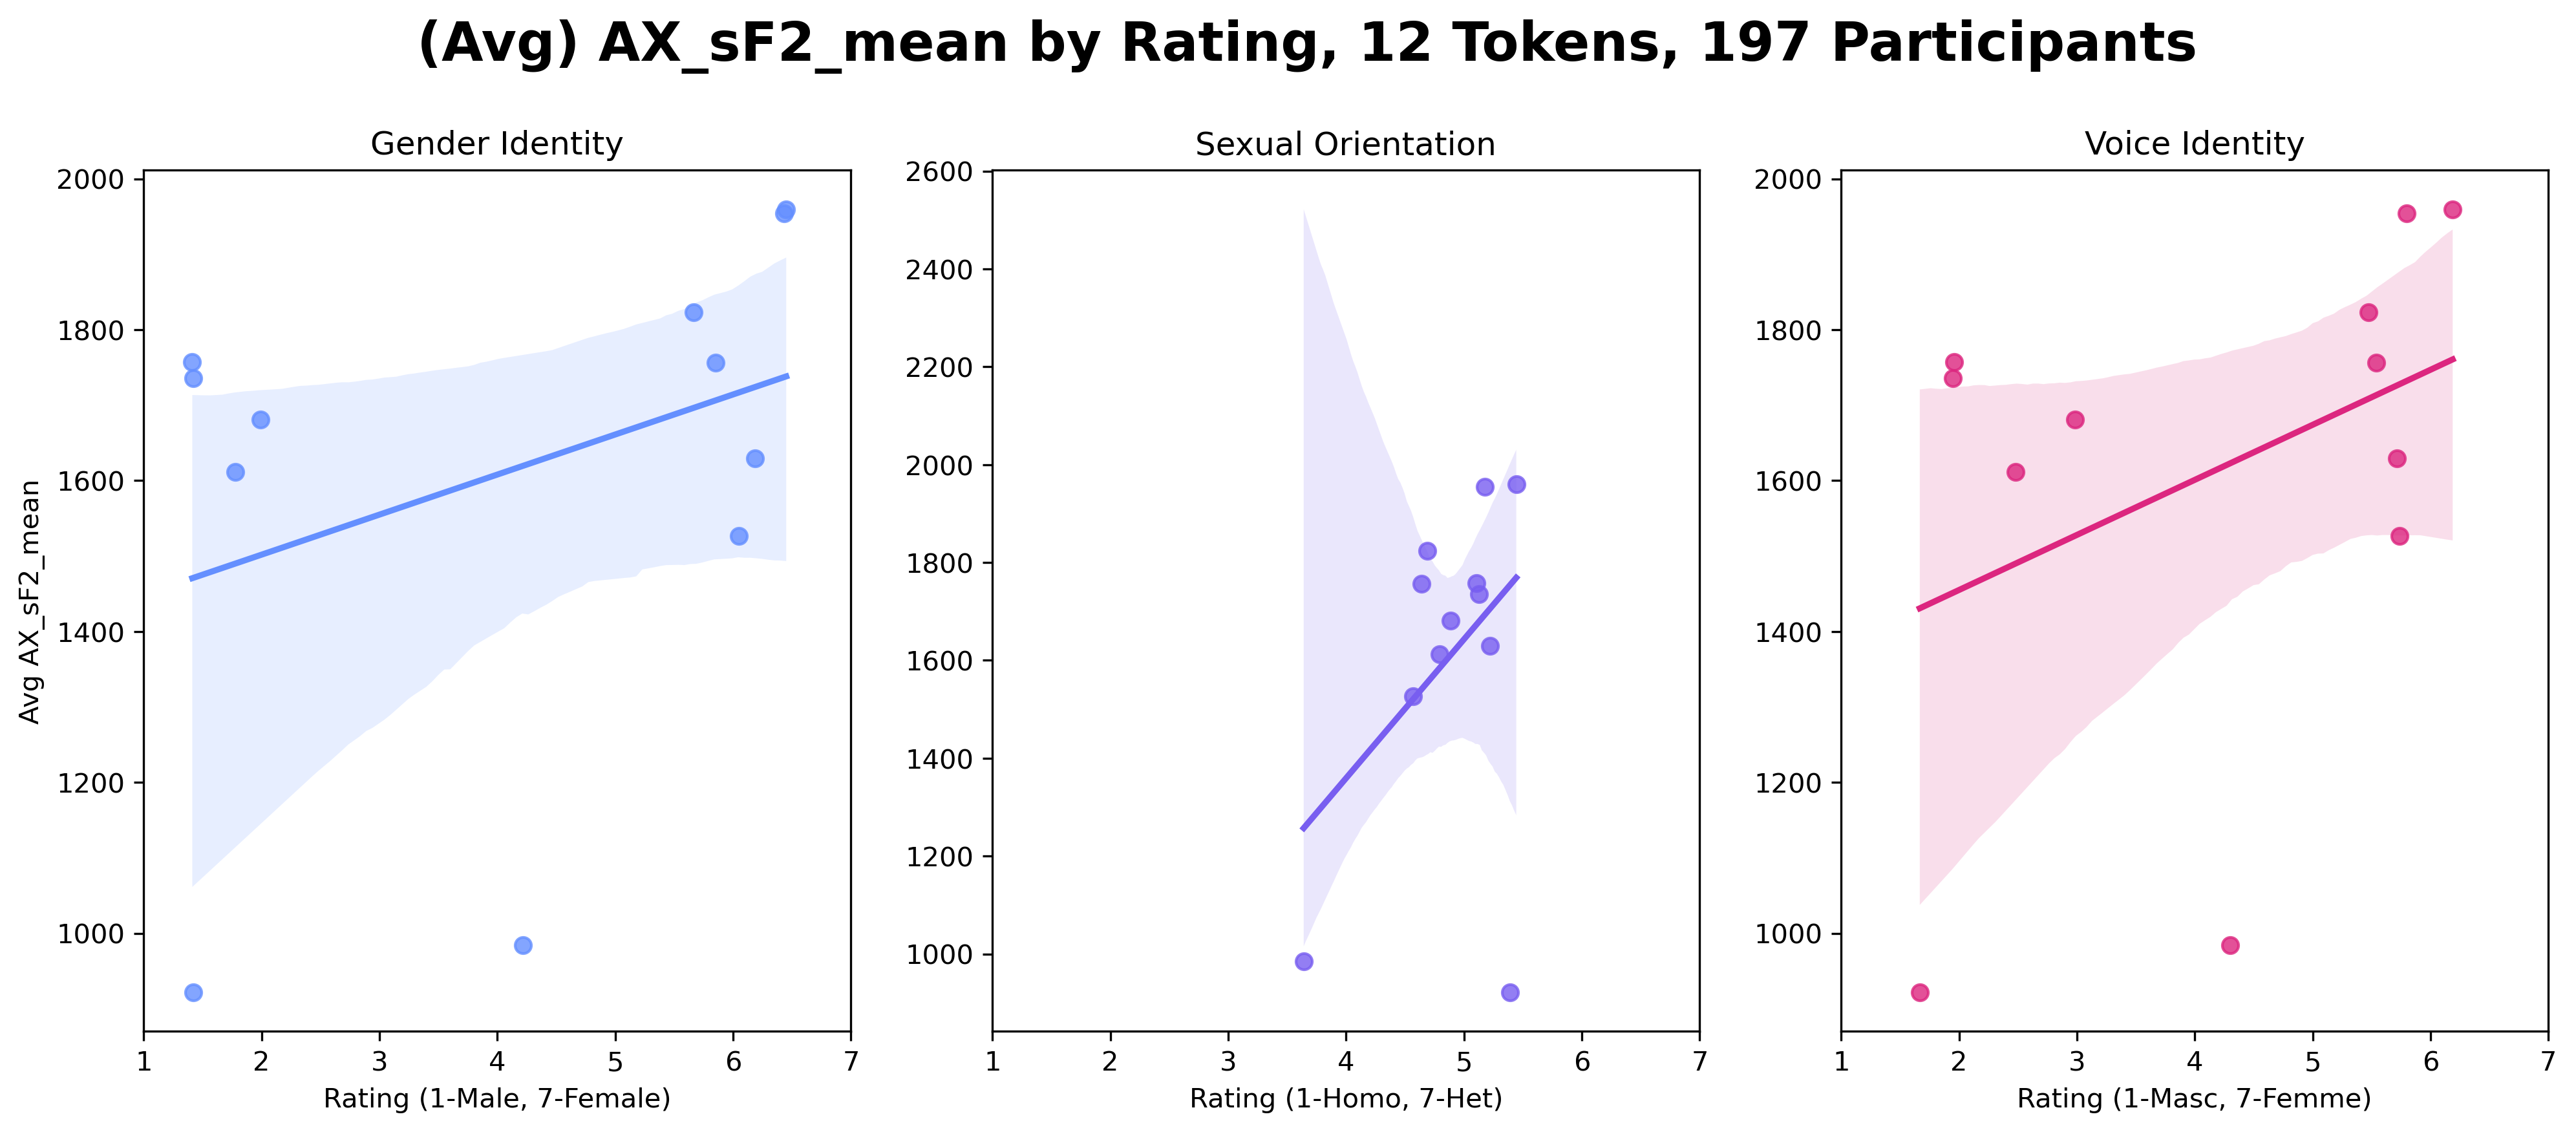 (Avg) AX_sF2_mean by Rating, 12 Tokens, 197 Participants
Gender Identity
Avg AX_sF2_mean
2000
1800
1600
1400
1200
1000
1 2 3 4 5 6 7
Rating (1-Male, 7-Female)
Sexual Orientation
2600
2400
2200
2000
1800
1600
1400
1200
1000
1 2 3 4 5 6 7
Rating (1-Homo, 7-Het)
Voice Identity
2000
1800
1600
1400
1200
1000
1 2 3 4 5 6 7
Rating (1-Masc, 7-Femme)